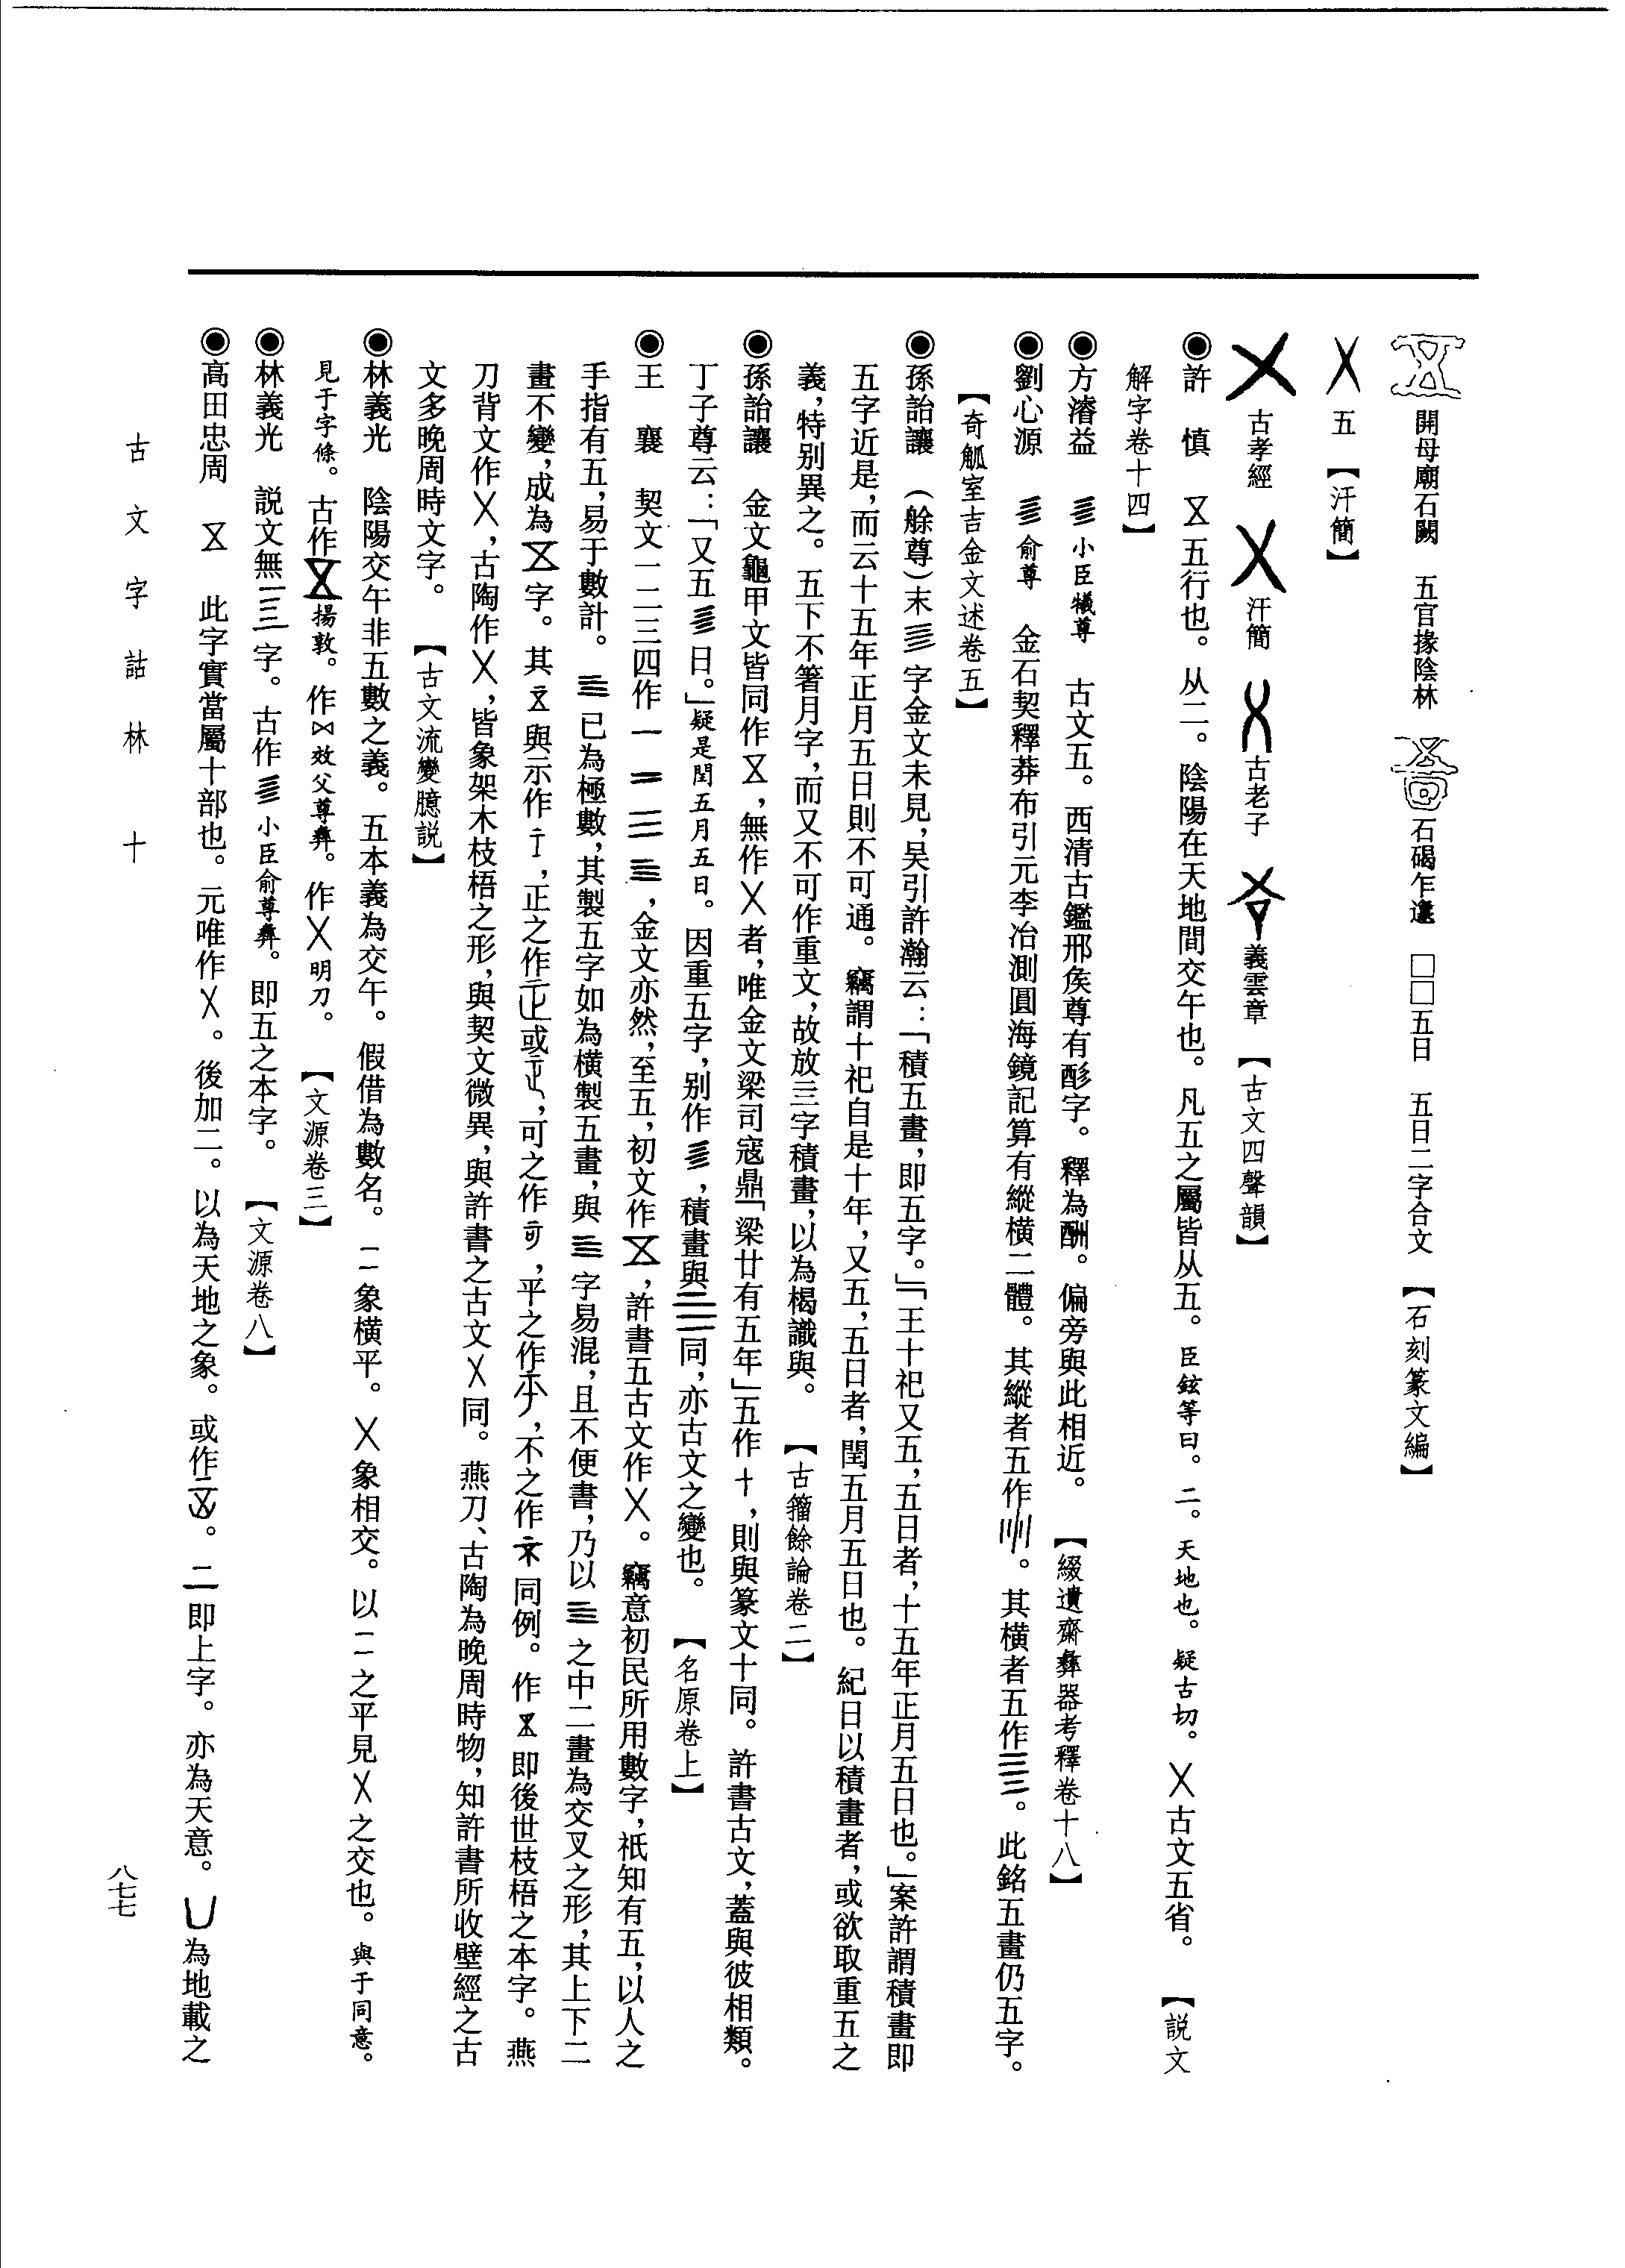 開母廟石闕 五官掾陰林 石碣乍遵 □□五日 五日二字合文 【石刻篆文編】
㐅 五 【汗簡】
古孝經 汗簡 古老子 義雲章 【古文四聲韻】
◉許 慎 五行也。从二。陰陽在天地間交午也。凡五之屬皆从五。臣鉉等曰。二。天地也。疑古切。㐅古文五省。 【説文
解字卷十四】
◉方濬益 小臣犧尊 古文五。西清古鑑邢矦尊有酘字。釋為酬。偏旁與此相近。 【綴遺齋彝器考釋卷十八】
◉劉心源 俞尊 金石契釋莽布引元李冶測圓海鏡記算有縱横二體。其縱者五作。其横者五作。此銘五畫仍五字。
【奇觚室吉金文述卷五】
◉孫詒讓 （艅尊）末字金文未見，吴引許瀚云：「積五畫，即五字。」「王十祀又五，五日者，十五年正月五日也。」案許謂積畫即
五字近是，而云十五年正月五日則不可通。竊謂十祀自是十年，又五，五日者，閏五月五日也。紀日以積畫者，或欲取重五之
義，特别異之。五下不箸月字，而又不可作重文，故放三字積畫，以為楬識與。 【古籀餘論卷二】
◉孫詒讓 金文龜甲文皆同作，無作㐅者，唯金文梁司寇鼎「梁廿有五年」五作，則與篆文十同。許書古文，蓋與彼相類。
丁子尊云：「又五日。」疑是閏五月五日。因重五字，别作，積畫與同，亦古文之變也。 【名原卷上】
◉王 襄 契文一二三四作一二三亖，金文亦然，至五，初文作，許書五古文作㐅。竊意初民所用數字，祇知有五，以人之
手指有五，易于數計。亖已為極數，其製五字如為横製五畫，與亖字易混，且不便書，乃以亖之中二畫為交叉之形，其上下二
畫不變，成為字。其與示作，正之作或，可之作，平之作，不之作同例。作即後世枝梧之本字。燕
刀背文作㐅，古陶作㐅，皆象架木枝梧之形，與契文微異，與許書之古文㐅同。燕刀、古陶為晚周時物，知許書所收壁經之古
文多晚周時文字。 【古文流變臆説】
◉林義光 陰陽交午非五數之義。五本義為交午。假借為數名。二象横平。㐅象相交。以二之平見㐅之交也。與于同意。
見于字條。古作揚敦。作效父尊彝。作㐅明刀。 【文源卷三】
◉林義光 説文無字。古作小臣俞尊彝。即五之本字。 【文源卷八】
◉高田忠周 此字實當屬十部也。元唯作㐅。後加二。以為天地之象。或作。二即上字。亦為天意。凵為地載之
古文字詁林 十
八七七